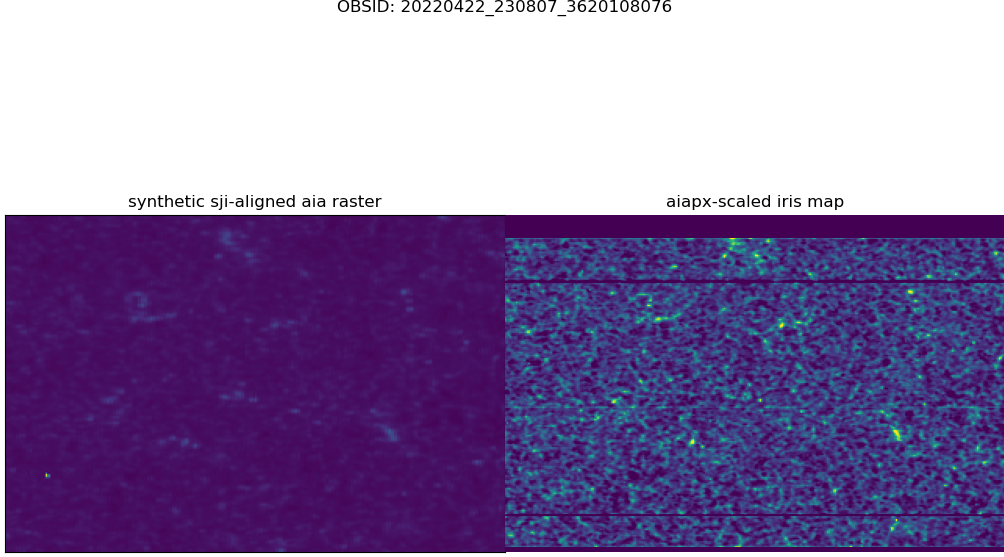 OBSID: 20220422_230807_3620108076
synthetic sji-aligned aia raster
aiapx-scaled iris map